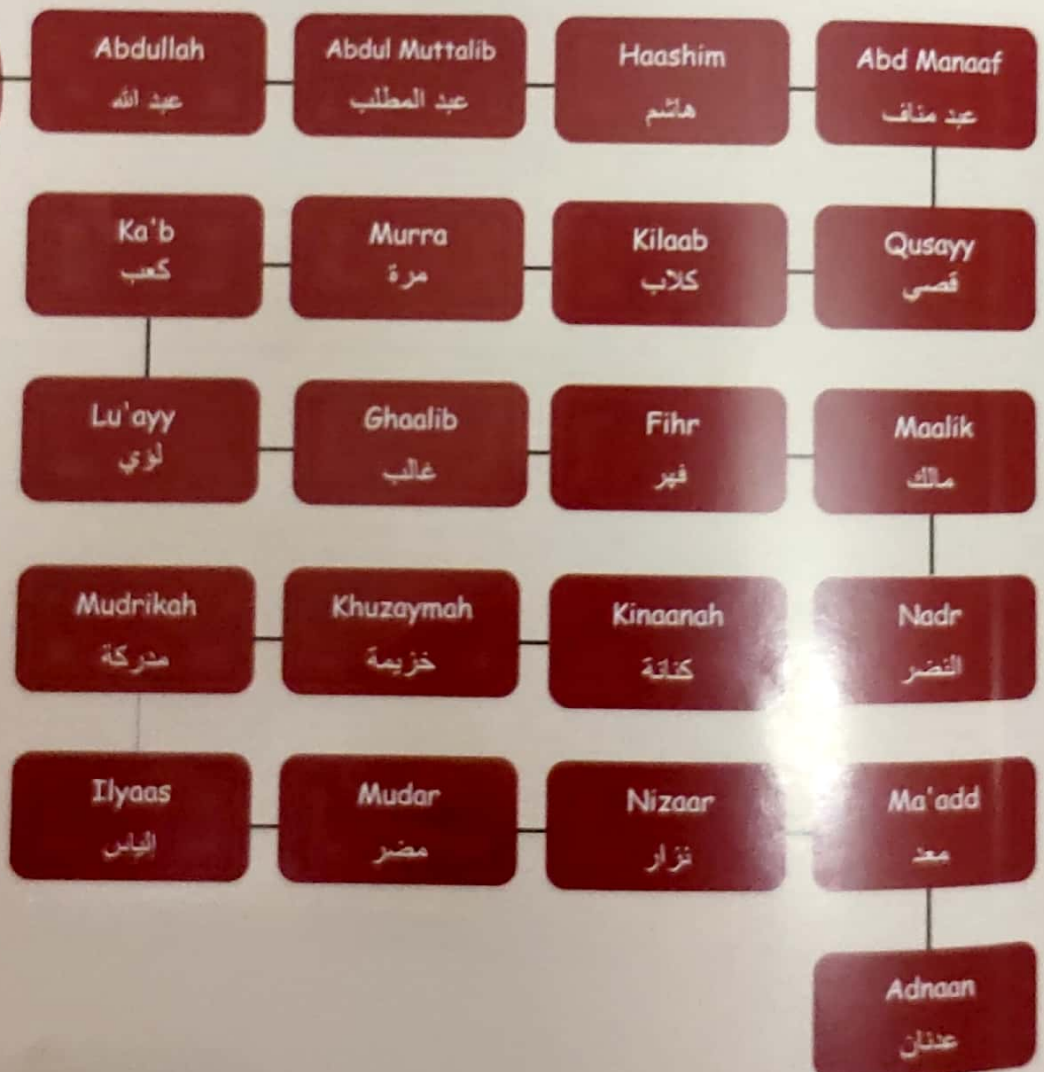 Abdullah
عبد الله
Abdul Muttalib
عبد المطلب
Haashim
هاشم
Abd Manaaf
عبد مناف
Ka'b
كعب
Murra
مرة
Kilaab
كلاب
Qusayy
قصي
Lu'ayy
لؤي
Ghaalib
غالب
Fihr
فهر
Maalik
مالك
Mudrikah
مدركة
Khuzaymah
خزيمة
Kinaanah
كنانة
Nadr
النضر
Ilyaas
إلياس
Mudar
مضر
Nizaar
نزار
Ma'add
معد
Adnaan
عدنان